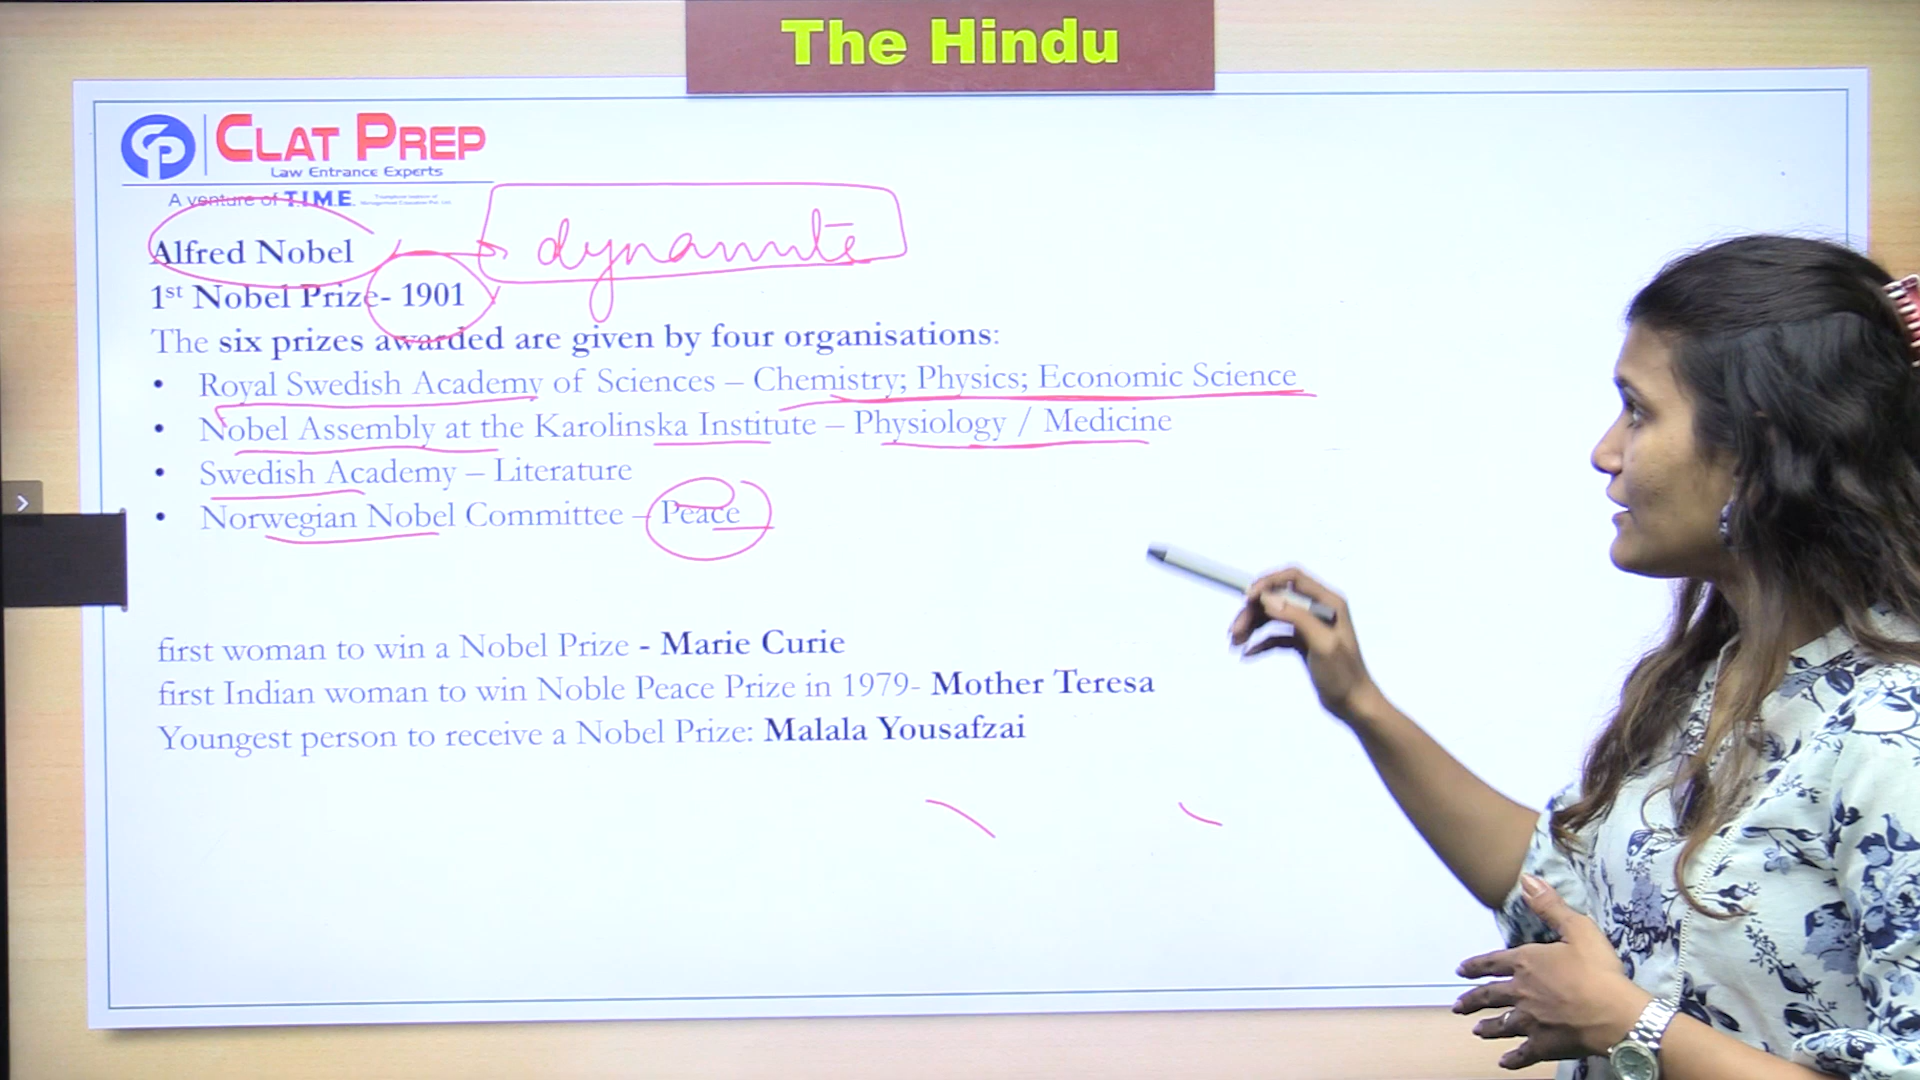 The Hindu
CLAT PREP
Law Entrance Experts
A venture of T.I.M.E.
Alfred Nobel
dynamite
1st Nobel Prize- 1901
The six prizes awarded are given by four organisations:
• Royal Swedish Academy of Sciences – Chemistry; Physics; Economic Science
• Nobel Assembly at the Karolinska Institute – Physiology / Medicine
• Swedish Academy – Literature
• Norwegian Nobel Committee – Peace
first woman to win a Nobel Prize - Marie Curie
first Indian woman to win Noble Peace Prize in 1979- Mother Teresa
Youngest person to receive a Nobel Prize: Malala Yousafzai